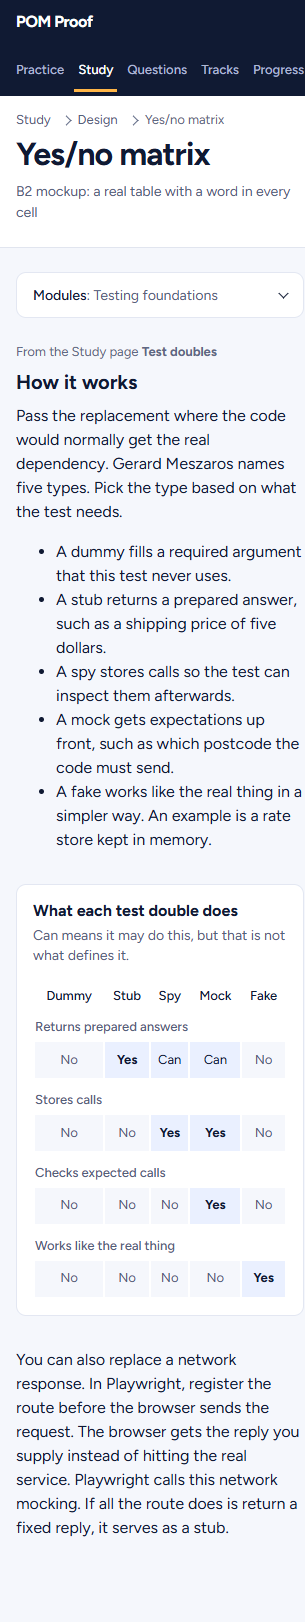 POM Proof
Practice Study Questions Tracks Progress
Study > Design > Yes/no matrix
Yes/no matrix
B2 mockup: a real table with a word in every
cell
Modules: Testing foundations
From the Study page Test doubles
How it works
Pass the replacement where the code
would normally get the real
dependency. Gerard Meszaros names
five types. Pick the type based on what
the test needs.
• A dummy fills a required argument
that this test never uses.
• A stub returns a prepared answer,
such as a shipping price of five
dollars.
• A spy stores calls so the test can
inspect them afterwards.
• A mock gets expectations up
front, such as which postcode the
code must send.
• A fake works like the real thing in a
simpler way. An example is a rate
store kept in memory.
What each test double does
Can means it may do this, but that is not
what defines it.
Dummy Stub Spy Mock Fake
Returns prepared answers
No Yes Can Can No
Stores calls
No No Yes Yes No
Checks expected calls
No No No Yes No
Works like the real thing
No No No No Yes
You can also replace a network
response. In Playwright, register the
route before the browser sends the
request. The browser gets the reply you
supply instead of hitting the real
service. Playwright calls this network
mocking. If all the route does is return a
fixed reply, it serves as a stub.